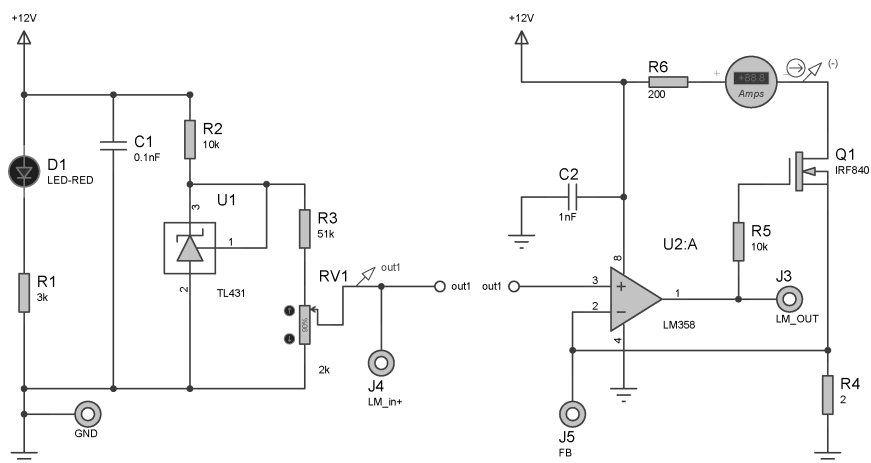 +12V
D1
LED-RED
R1
3k
C1
0.1nF
R2
10k
U1
3
1
2
TL431
R3
51k
RV1
90%
2k
out1
J4
LM_in+
GND
out1
+12V
R6
200
+
+88.8
Amps
-
(-)
Q1
IRF840
C2
1nF
R5
10k
U2:A
8
out1
3
+
2
−
1
4
LM358
J3
LM_OUT
J5
FB
R4
2